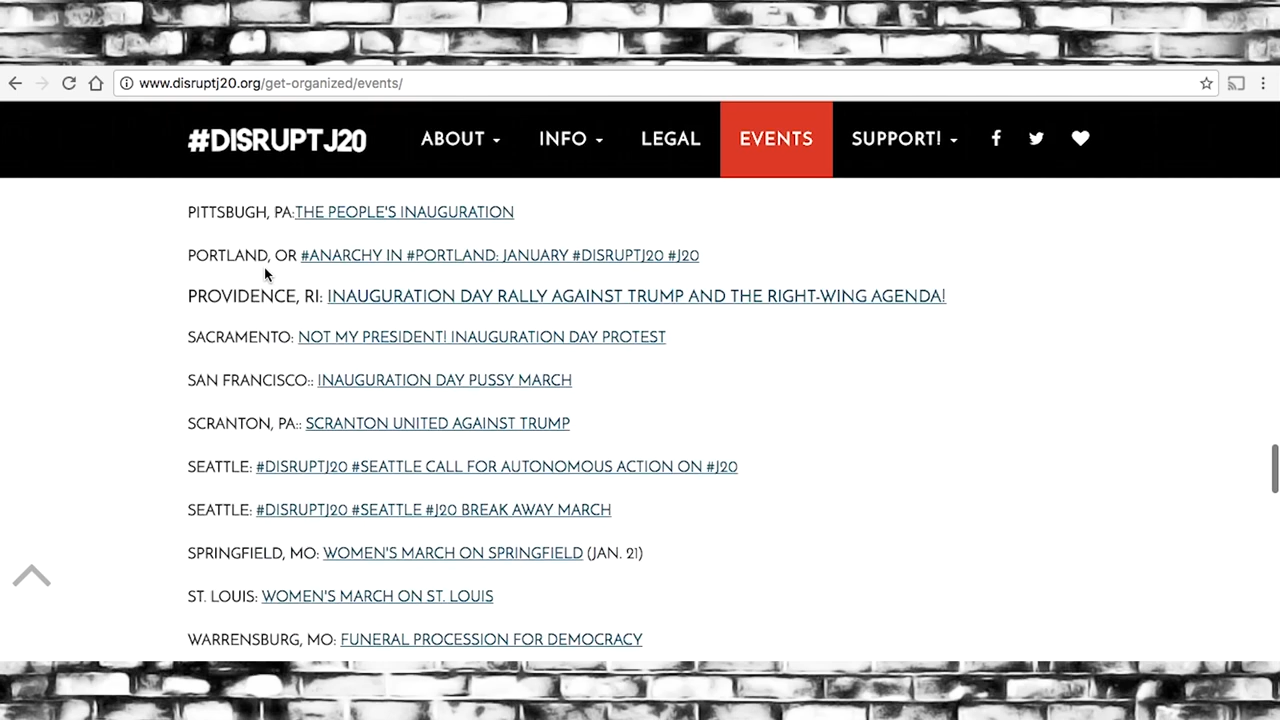 www.disruptj20.org/get-organized/events/
#DISRUPTJ20 ABOUT INFO LEGAL EVENTS SUPPORT!
PITTSBUGH, PA:THE PEOPLE'S INAUGURATION
PORTLAND, OR #ANARCHY IN #PORTLAND: JANUARY #DISRUPTJ20 #J20
PROVIDENCE, RI: INAUGURATION DAY RALLY AGAINST TRUMP AND THE RIGHT-WING AGENDA!
SACRAMENTO: NOT MY PRESIDENT! INAUGURATION DAY PROTEST
SAN FRANCISCO:: INAUGURATION DAY PUSSY MARCH
SCRANTON, PA:: SCRANTON UNITED AGAINST TRUMP
SEATTLE: #DISRUPTJ20 #SEATTLE CALL FOR AUTONOMOUS ACTION ON #J20
SEATTLE: #DISRUPTJ20 #SEATTLE #J20 BREAK AWAY MARCH
SPRINGFIELD, MO: WOMEN'S MARCH ON SPRINGFIELD (JAN. 21)
ST. LOUIS: WOMEN'S MARCH ON ST. LOUIS
WARRENSBURG, MO: FUNERAL PROCESSION FOR DEMOCRACY